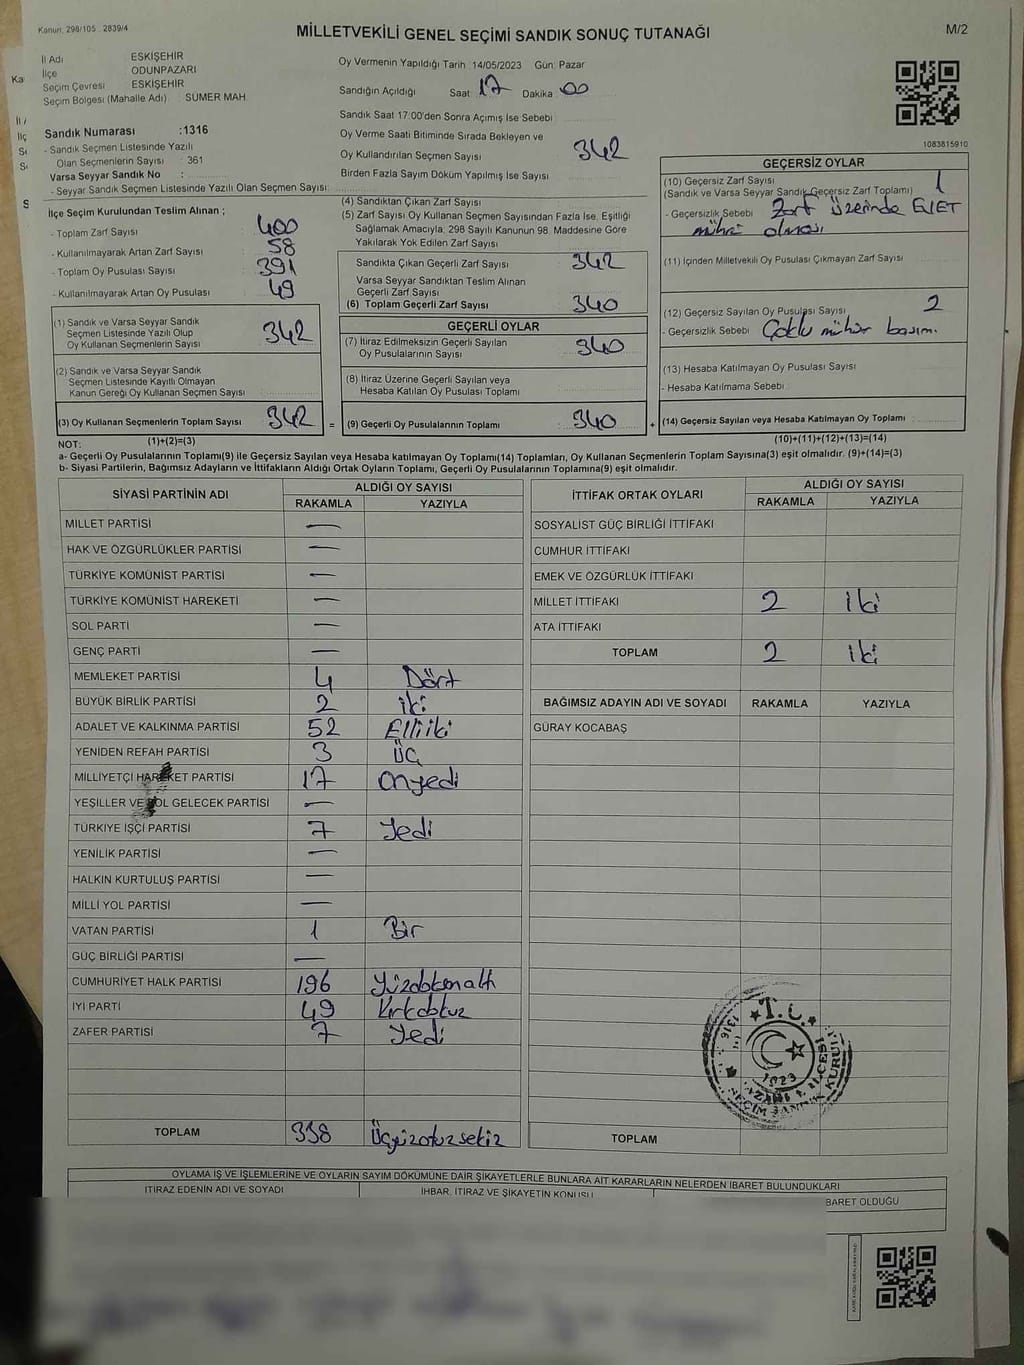 Kanun: 298/105 . 2839/4
MİLLETVEKİLİ GENEL SEÇİMİ SANDIK SONUÇ TUTANAĞI
M/2
İl Adı ESKİŞEHİR
İlçe ODUNPAZARI
Seçim Çevresi ESKİŞEHİR
Seçim Bölgesi (Mahalle Adı) : SÜMER MAH.
Sandık Numarası :1316
- Sandık Seçmen Listesinde Yazılı
Olan Seçmenlerin Sayısı : 361
Varsa Seyyar Sandık No :
- Seyyar Sandık Seçmen Listesinde Yazılı Olan Seçmen Sayısı:
Oy Vermenin Yapıldığı Tarih :14/05/2023 Gün: Pazar
Sandığın Açıldığı Saat: 17 Dakika : 00
Sandık Saat 17:00'den Sonra Açımış İse Sebebi :
Oy Verme Saati Bitiminde Sırada Bekleyen ve
Oy Kullandırılan Seçmen Sayısı : 342
Birden Fazla Sayım Döküm Yapılmış İse Sayısı :
1083815910
İlçe Seçim Kurulundan Teslim Alınan ;
- Toplam Zarf Sayısı : 400
- Kullanılmayarak Artan Zarf Sayısı : 58
- Toplam Oy Pusulası Sayısı : 391
- Kullanılmayarak Artan Oy Pusulası : 49
(1) Sandık ve Varsa Seyyar Sandık
Seçmen Listesinde Yazılı Olup
Oy Kullanan Seçmenlerin Sayısı : 342
(2) Sandık ve Varsa Seyyar Sandık
Seçmen Listesinde Kayıtlı Olmayan
Kanun Gereği Oy Kullanan Seçmen Sayısı :
(3) Oy Kullanan Seçmenlerin Toplam Sayısı : 342
(4) Sandıktan Çıkan Zarf Sayısı :
(5) Zarf Sayısı Oy Kullanan Seçmen Sayısından Fazla İse, Eşitliği
Sağlamak Amacıyla; 298 Sayılı Kanunun 98. Maddesine Göre
Yakılarak Yok Edilen Zarf Sayısı :
Sandıkta Çıkan Geçerli Zarf Sayısı : 342
Varsa Seyyar Sandıktan Teslim Alınan
Geçerli Zarf Sayısı :
(6) Toplam Geçerli Zarf Sayısı : 340
GEÇERLİ OYLAR
(7) İtiraz Edilmeksizin Geçerli Sayılan
Oy Pusulalarının Sayısı : 340
(8) İtiraz Üzerine Geçerli Sayılan veya
Hesaba Katılan Oy Pusulası Toplamı :
= (9) Geçerli Oy Pusulalarının Toplamı : 340 +
GEÇERSİZ OYLAR
(10) Geçersiz Zarf Sayısı : 1
(Sandık ve Varsa Seyyar Sandık Geçersiz Zarf Toplamı)
- Geçersizlik Sebebi : Zarf üzerinde EVET
mührü olması
(11) İçinden Milletvekili Oy Pusulası Çıkmayan Zarf Sayısı :
(12) Geçersiz Sayılan Oy Pusulası Sayısı : 2
- Geçersizlik Sebebi : Çoklu mühür basım.
(13) Hesaba Katılmayan Oy Pusulası Sayısı :
- Hesaba Katılmama Sebebi :
(14) Geçersiz Sayılan veya Hesaba Katılmayan Oy Toplamı :
NOT: (1)+(2)=(3)
(10)+(11)+(12)+(13)=(14)
a- Geçerli Oy Pusulalarının Toplamı(9) ile Geçersiz Sayılan veya Hesaba katılmayan Oy Toplamı(14) Toplamları, Oy Kullanan Seçmenlerin Toplam Sayısına(3) eşit olmalıdır. (9)+(14)=(3)
b- Siyasi Partilerin, Bağımsız Adayların ve İttifakların Aldığı Ortak Oyların Toplamı, Geçerli Oy Pusulalarının Toplamına(9) eşit olmalıdır.
SİYASİ PARTİNİN ADI ALDIĞI OY SAYISI
RAKAMLA YAZIYLA
MİLLET PARTİSİ —
HAK VE ÖZGÜRLÜKLER PARTİSİ —
TÜRKİYE KOMÜNİST PARTİSİ —
TÜRKİYE KOMÜNİST HAREKETİ —
SOL PARTİ —
GENÇ PARTİ —
MEMLEKET PARTİSİ 4 Dört
BÜYÜK BİRLİK PARTİSİ 2 iki
ADALET VE KALKINMA PARTİSİ 52 Elliiki
YENİDEN REFAH PARTİSİ 3 Üç
MİLLİYETÇİ HAREKET PARTİSİ 17 Onyedi
YEŞİLLER VE SOL GELECEK PARTİSİ —
TÜRKİYE İŞÇİ PARTİSİ 7 Yedi
YENİLİK PARTİSİ —
HALKIN KURTULUŞ PARTİSİ —
MİLLİ YOL PARTİSİ —
VATAN PARTİSİ 1 Bir
GÜÇ BİRLİĞİ PARTİSİ —
CUMHURİYET HALK PARTİSİ 196 Yüzdoksanaltı
İYİ PARTİ 49 Kırkdokuz
ZAFER PARTİSİ 7 Yedi
TOPLAM 338 Üçyüzotuzsekiz
İTTİFAK ORTAK OYLARI ALDIĞI OY SAYISI
RAKAMLA YAZIYLA
SOSYALİST GÜÇ BİRLİĞİ İTTİFAKI
CUMHUR İTTİFAKI
EMEK VE ÖZGÜRLÜK İTTİFAKI
MİLLET İTTİFAKI 2 iki
ATA İTTİFAKI
TOPLAM 2 iki
BAĞIMSIZ ADAYIN ADI VE SOYADI RAKAMLA YAZIYLA
GÜRAY KOCABAŞ
T.C.
1316
1923
SEÇİM SANDIK KURULU
TOPLAM
OYLAMA İŞ VE İŞLEMLERİNE VE OYLARIN SAYIM DÖKÜMÜNE DAİR ŞİKAYETLERLE BUNLARA AİT KARARLARIN NELERDEN İBARET BULUNDUKLARI
İTİRAZ EDENİN ADI VE SOYADI İHBAR, İTİRAZ VE ŞİKAYETİN KONUSU BARET OLDUĞU